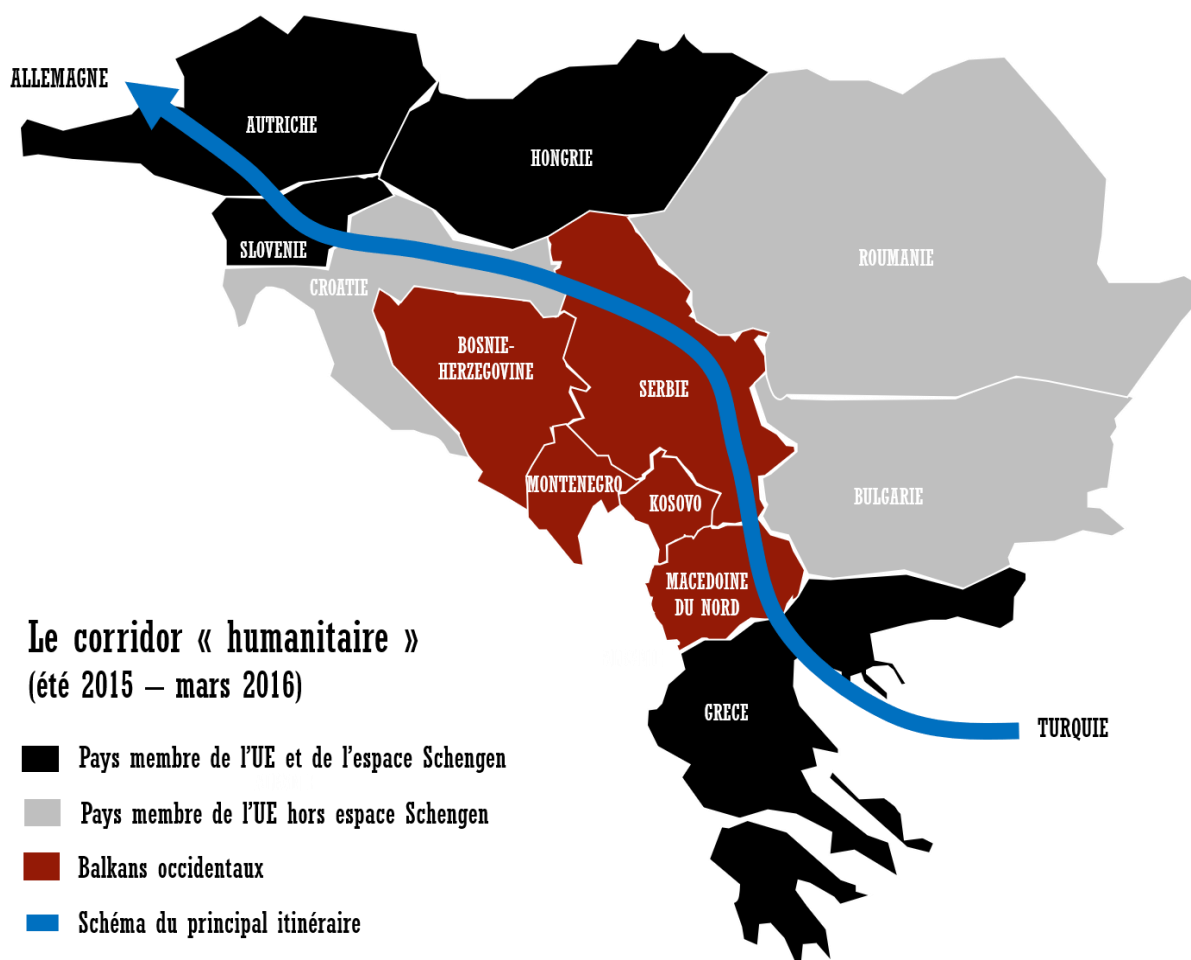 ALLEMAGNE
AUTRICHE
HONGRIE
SLOVENIE
CROATIE
ROUMANIE
BOSNIE-
HERZEGOVINE
SERBIE
MONTENEGRO
KOSOVO
BULGARIE
MACEDOINE
DU NORD
GRECE
TURQUIE
Le corridor « humanitaire »
(été 2015 – mars 2016)
Pays membre de l'UE et de l'espace Schengen
Pays membre de l'UE hors espace Schengen
Balkans occidentaux
Schéma du principal itinéraire